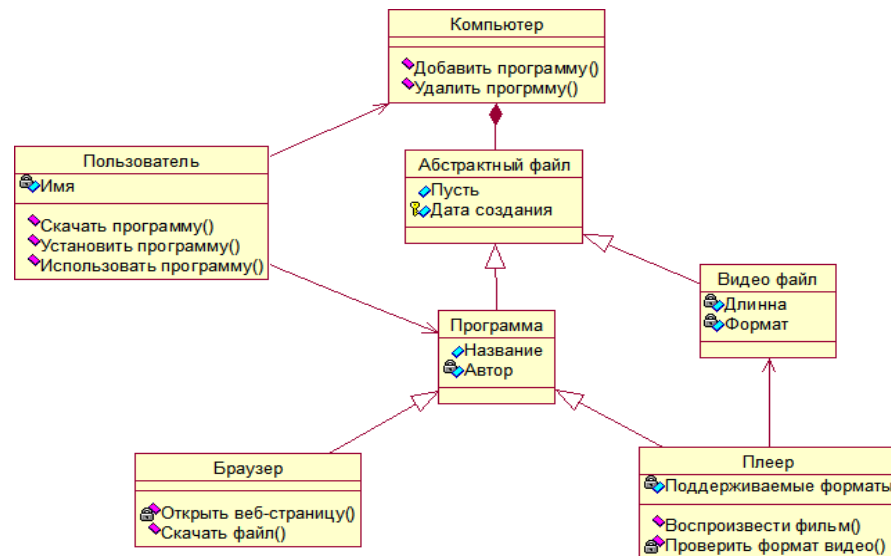 Компьютер
Добавить программу()
Удалить прогрмму()
Пользователь
Имя
Скачать программу()
Установить программу()
Использовать программу()
Абстрактный файл
Пусть
Дата создания
Видео файл
Длинна
Формат
Программа
Название
Автор
Браузер
Открыть веб-страницу()
Скачать файл()
Плеер
Поддерживаемые форматы
Воспроизвести фильм()
Проверить формат видео()